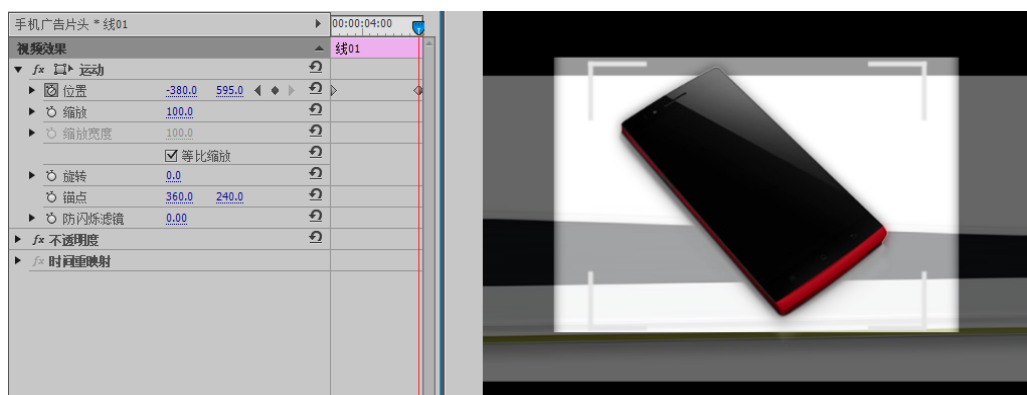 手机广告片头 * 线01 00:00:04:00
视频效果 线01
fx 运动
位置 -380.0 595.0
缩放 100.0
缩放宽度 100.0
等比缩放
旋转 0.0
锚点 360.0 240.0
防闪烁滤镜 0.00
fx 不透明度
fx 时间重映射